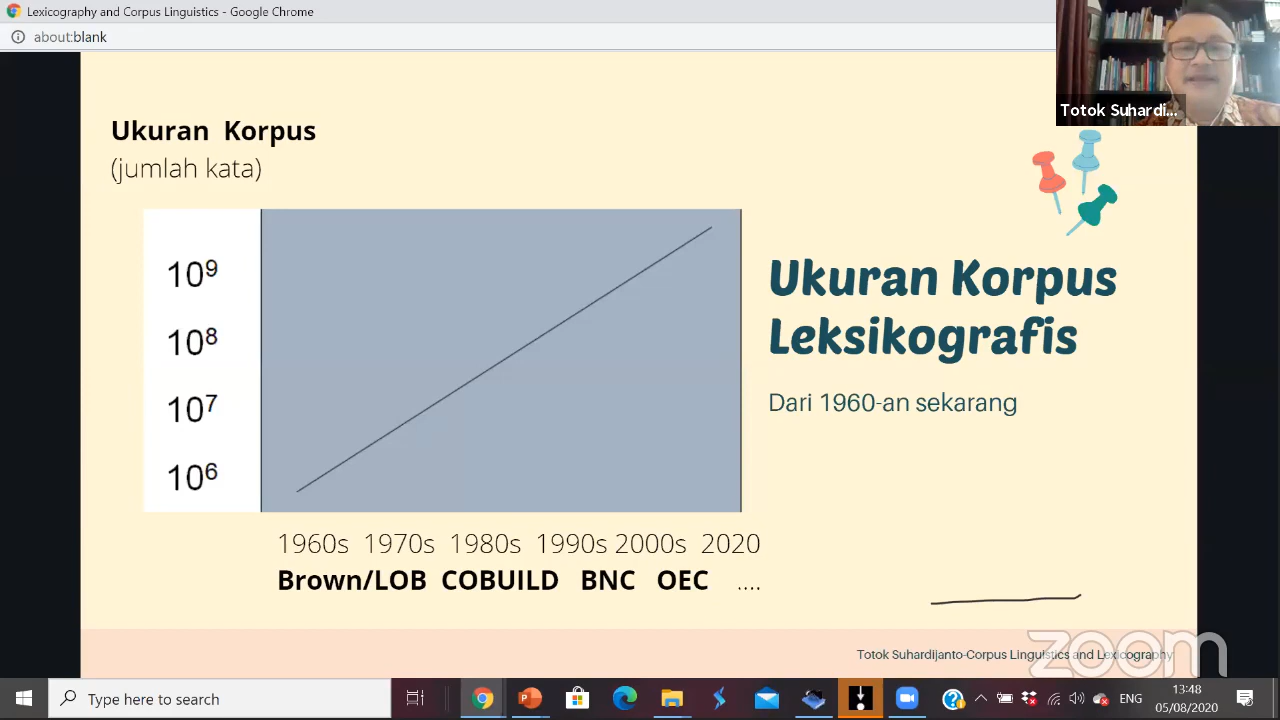 Lexicography and Corpus Linguistics - Google Chrome
about:blank
Totok Suhardi...
Ukuran Korpus
(jumlah kata)
10⁹
10⁸
10⁷
10⁶
Ukuran Korpus
Leksikografis
Dari 1960-an sekarang
1960s 1970s 1980s 1990s 2000s 2020
Brown/LOB COBUILD BNC OEC ....
Totok Suhardijanto-Corpus Linguistics and Lexicography
zoom
Type here to search
ENG
13:48
05/08/2020